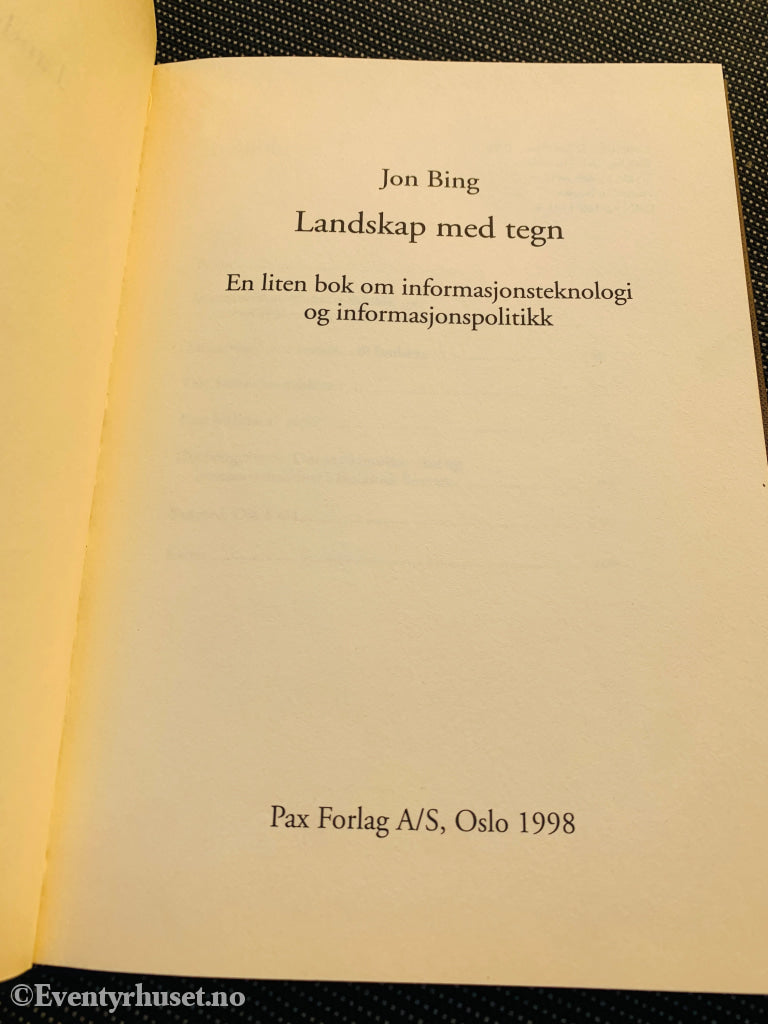 Jon Bing
Landskap med tegn
En liten bok om informasjonsteknologi
og informasjonspolitikk
Pax Forlag A/S, Oslo 1998
©Eventyrhuset.no